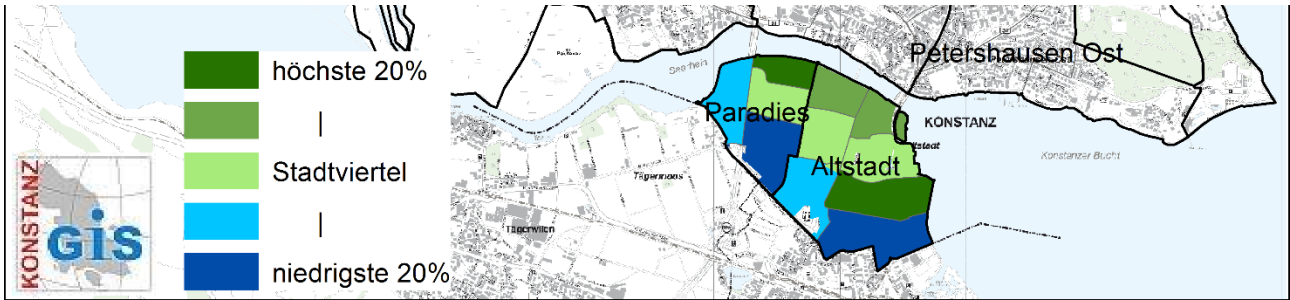 höchste 20%
|
Stadtviertel
|
niedrigste 20%
KONSTANZ
GiS
Seerhein
Petershausen Ost
Paradies
KONSTANZ
Altstadt
Konstanzer Bucht
Tägermoos
Tägerwilen